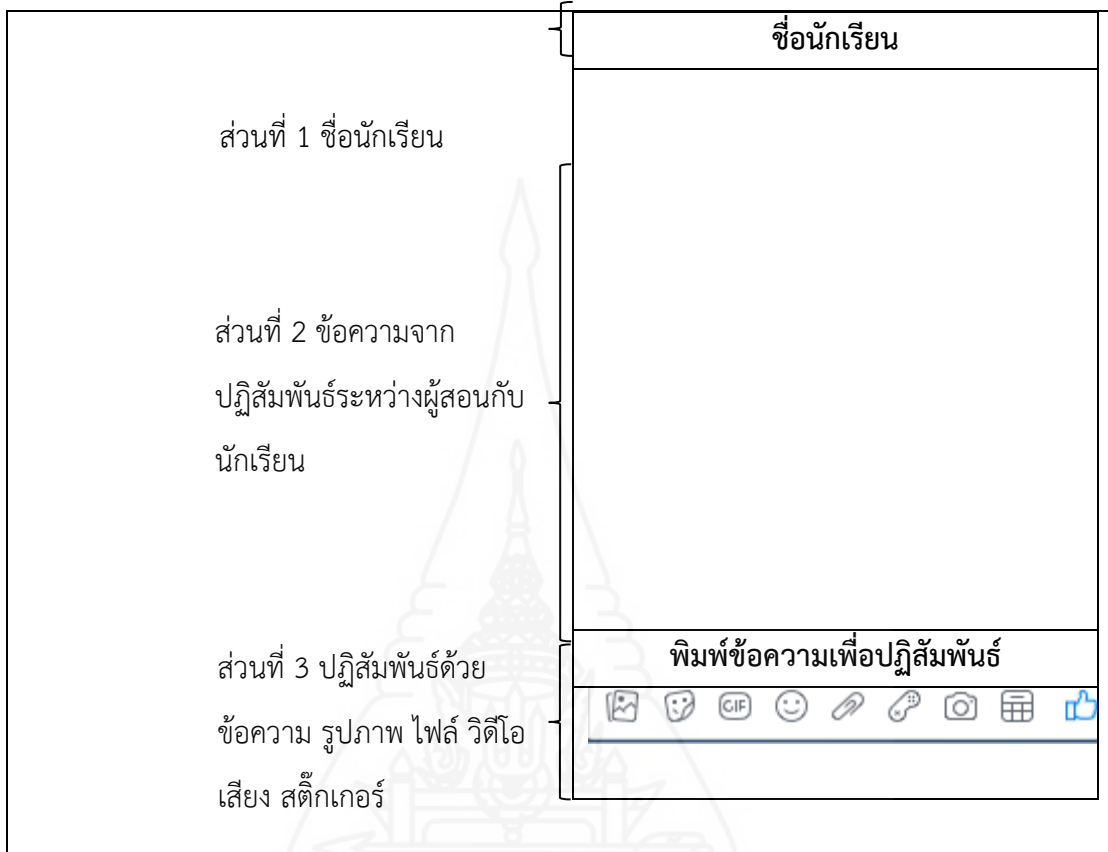 ชื่อนักเรียน
ส่วนที่ 1 ชื่อนักเรียน
ส่วนที่ 2 ข้อความจาก
ปฏิสัมพันธ์ระหว่างผู้สอนกับ
นักเรียน
พิมพ์ข้อความเพื่อปฏิสัมพันธ์
ส่วนที่ 3 ปฏิสัมพันธ์ด้วย
GIF
ข้อความ รูปภาพ ไฟล์ วิดีโอ
เสียง สติ๊กเกอร์